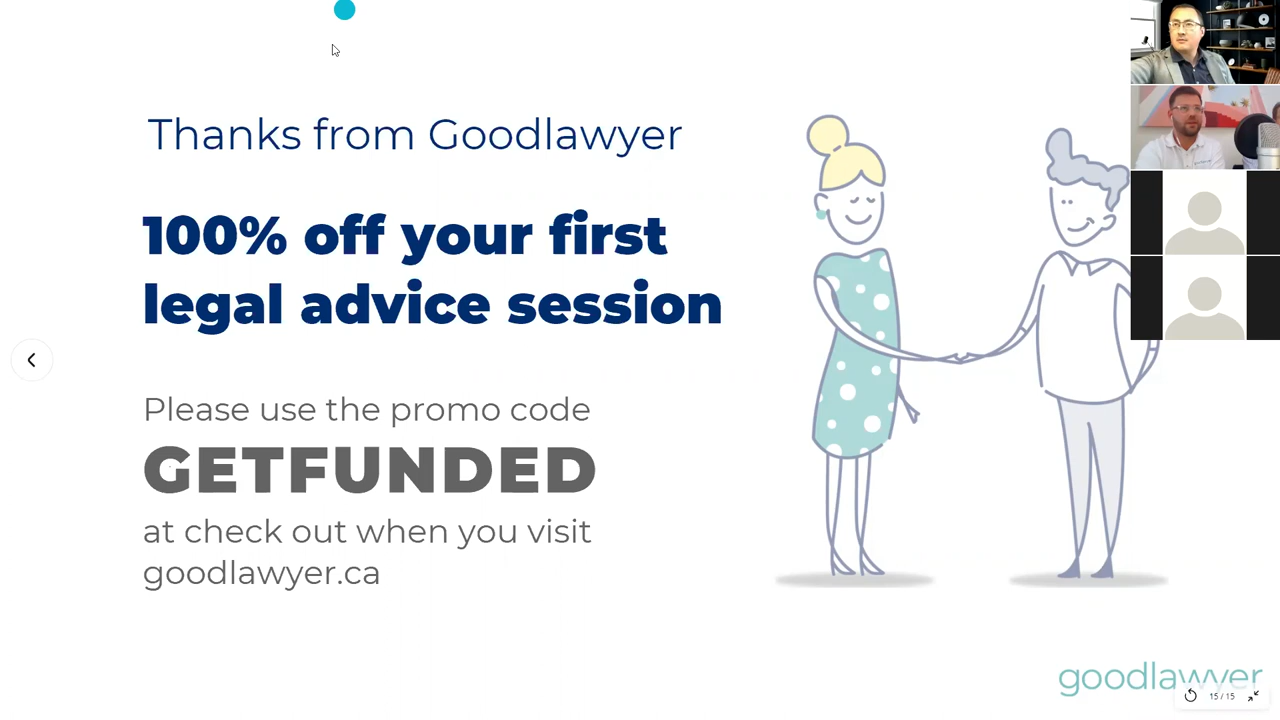 Thanks from Goodlawyer
100% off your first
legal advice session
Please use the promo code
GETFUNDED
at check out when you visit
goodlawyer.ca
goodlawyer
15 / 15